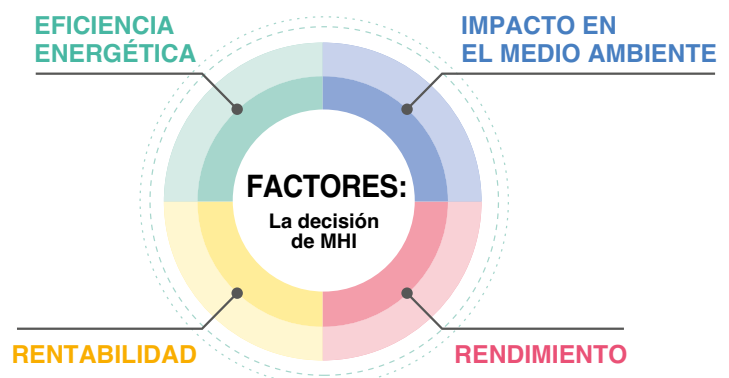 EFICIENCIA
ENERGÉTICA
IMPACTO EN
EL MEDIO AMBIENTE
FACTORES:
La decisión
de MHI
RENTABILIDAD
RENDIMIENTO